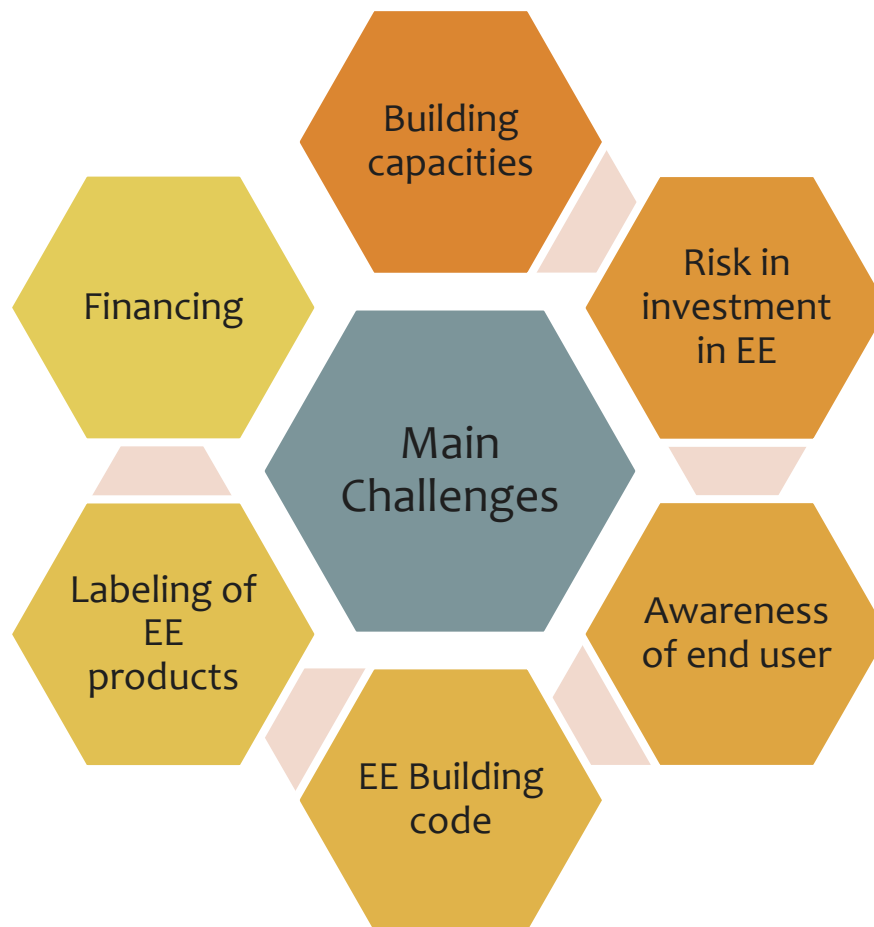 Building
capacities
Risk in
investment
in EE
Awareness
of end user
EE Building
code
Labeling of
EE
products
Financing
Main
Challenges